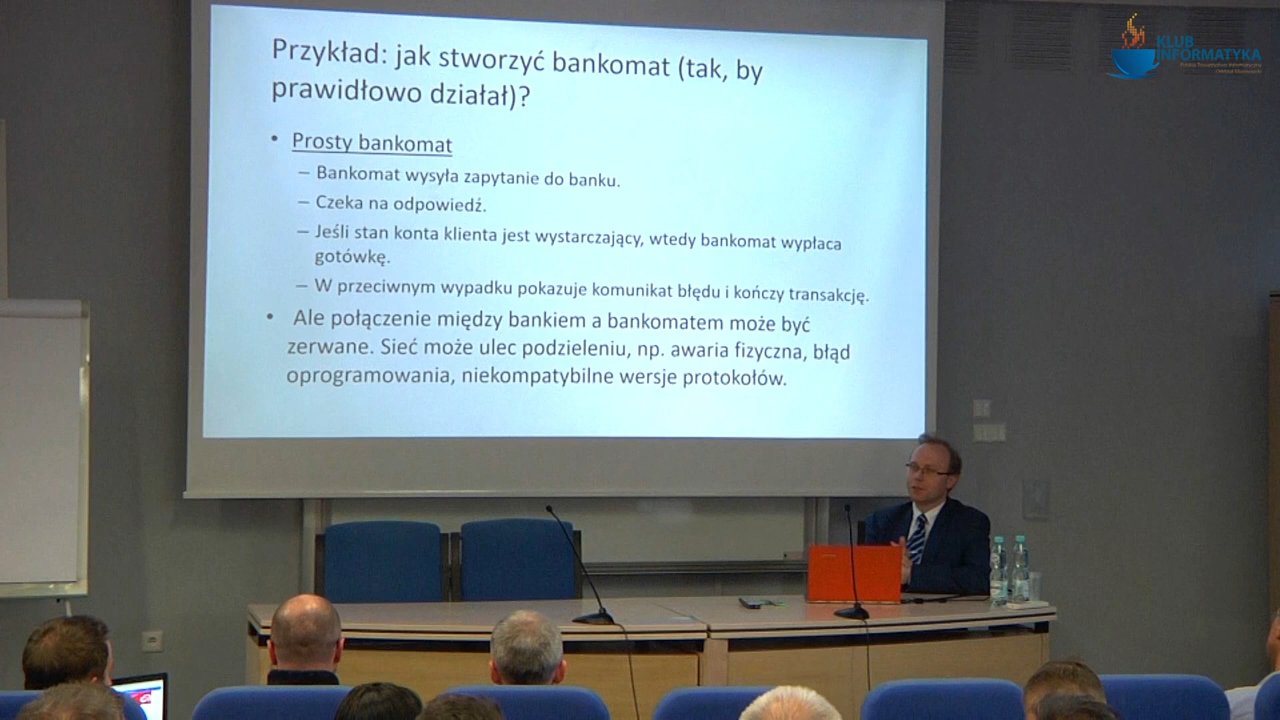 KLUB
INFORMATYKA
Przykład: jak stworzyć bankomat (tak, by
prawidłowo działał)?
• Prosty bankomat
– Bankomat wysyła zapytanie do banku.
– Czeka na odpowiedź.
– Jeśli stan konta klienta jest wystarczający, wtedy bankomat wypłaca
gotówkę.
– W przeciwnym wypadku pokazuje komunikat błędu i kończy transakcję.
• Ale połączenie między bankiem a bankomatem może być
zerwane. Sieć może ulec podzieleniu, np. awaria fizyczna, błąd
oprogramowania, niekompatybilne wersje protokołów.